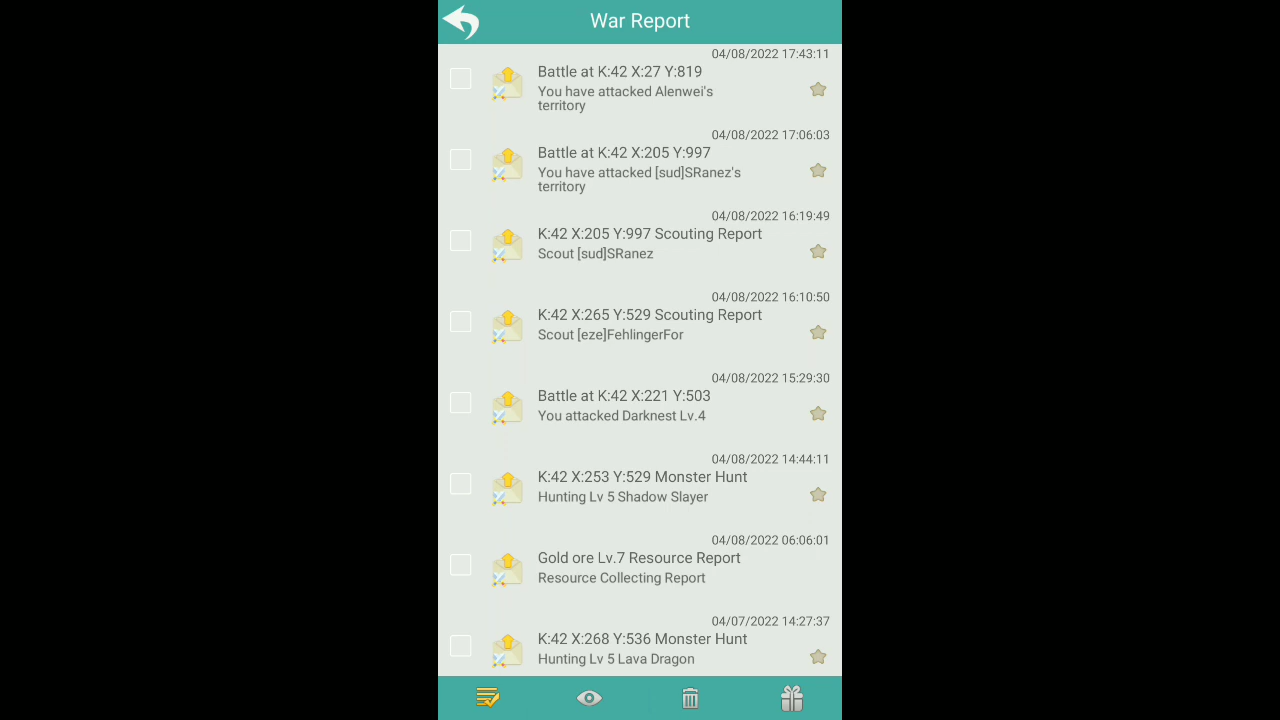 War Report
04/08/2022 17:43:11
Battle at K:42 X:27 Y:819
You have attacked Alenwei's
territory
04/08/2022 17:06:03
Battle at K:42 X:205 Y:997
You have attacked [sud]SRanez's
territory
04/08/2022 16:19:49
K:42 X:205 Y:997 Scouting Report
Scout [sud]SRanez
04/08/2022 16:10:50
K:42 X:265 Y:529 Scouting Report
Scout [eze]FehlingerFor
04/08/2022 15:29:30
Battle at K:42 X:221 Y:503
You attacked Darknest Lv.4
04/08/2022 14:44:11
K:42 X:253 Y:529 Monster Hunt
Hunting Lv 5 Shadow Slayer
04/08/2022 06:06:01
Gold ore Lv.7 Resource Report
Resource Collecting Report
04/07/2022 14:27:37
K:42 X:268 Y:536 Monster Hunt
Hunting Lv 5 Lava Dragon